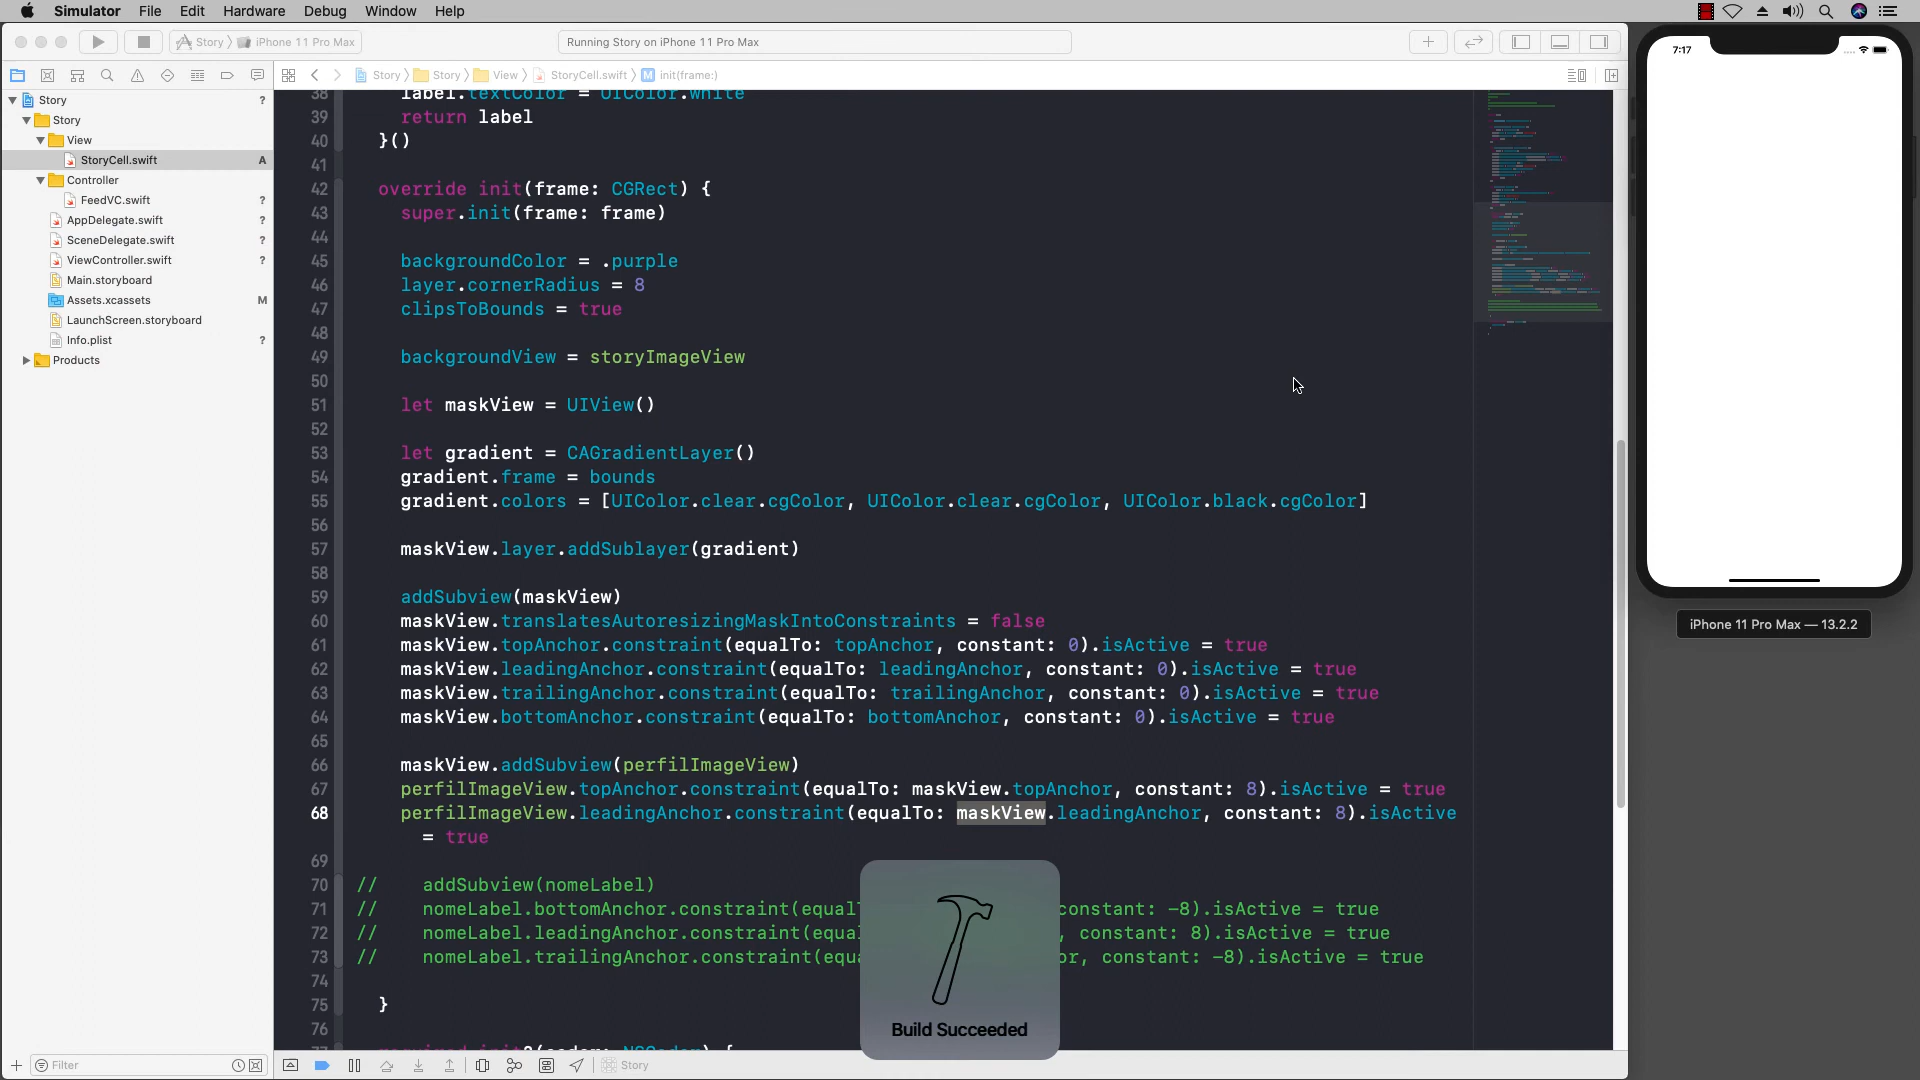 Simulator File Edit Hardware Debug Window Help
Story iPhone 11 Pro Max Running Story on iPhone 11 Pro Max
Story Story View StoryCell.swift M init(frame:)
Story ?
Story
View
StoryCell.swift A
Controller
FeedVC.swift ?
AppDelegate.swift ?
SceneDelegate.swift ?
ViewController.swift ?
Main.storyboard
Assets.xcassets M
LaunchScreen.storyboard
Info.plist ?
Products
Filter
38 label.textColor = UIColor.white
39 return label
40 }()
41
42 override init(frame: CGRect) {
43 super.init(frame: frame)
44
45 backgroundColor = .purple
46 layer.cornerRadius = 8
47 clipsToBounds = true
48
49 backgroundView = storyImageView
50
51 let maskView = UIView()
52
53 let gradient = CAGradientLayer()
54 gradient.frame = bounds
55 gradient.colors = [UIColor.clear.cgColor, UIColor.clear.cgColor, UIColor.black.cgColor]
56
57 maskView.layer.addSublayer(gradient)
58
59 addSubview(maskView)
60 maskView.translatesAutoresizingMaskIntoConstraints = false
61 maskView.topAnchor.constraint(equalTo: topAnchor, constant: 0).isActive = true
62 maskView.leadingAnchor.constraint(equalTo: leadingAnchor, constant: 0).isActive = true
63 maskView.trailingAnchor.constraint(equalTo: trailingAnchor, constant: 0).isActive = true
64 maskView.bottomAnchor.constraint(equalTo: bottomAnchor, constant: 0).isActive = true
65
66 maskView.addSubview(perfilImageView)
67 perfilImageView.topAnchor.constraint(equalTo: maskView.topAnchor, constant: 8).isActive = true
68 perfilImageView.leadingAnchor.constraint(equalTo: maskView.leadingAnchor, constant: 8).isActive
= true
69
70 // addSubview(nomeLabel)
71 // nomeLabel.bottomAnchor.constraint(equal constant: -8).isActive = true
72 // nomeLabel.leadingAnchor.constraint(equa , constant: 8).isActive = true
73 // nomeLabel.trailingAnchor.constraint(equ or, constant: -8).isActive = true
74
75 }
76
Build Succeeded
Story
7:17
iPhone 11 Pro Max — 13.2.2